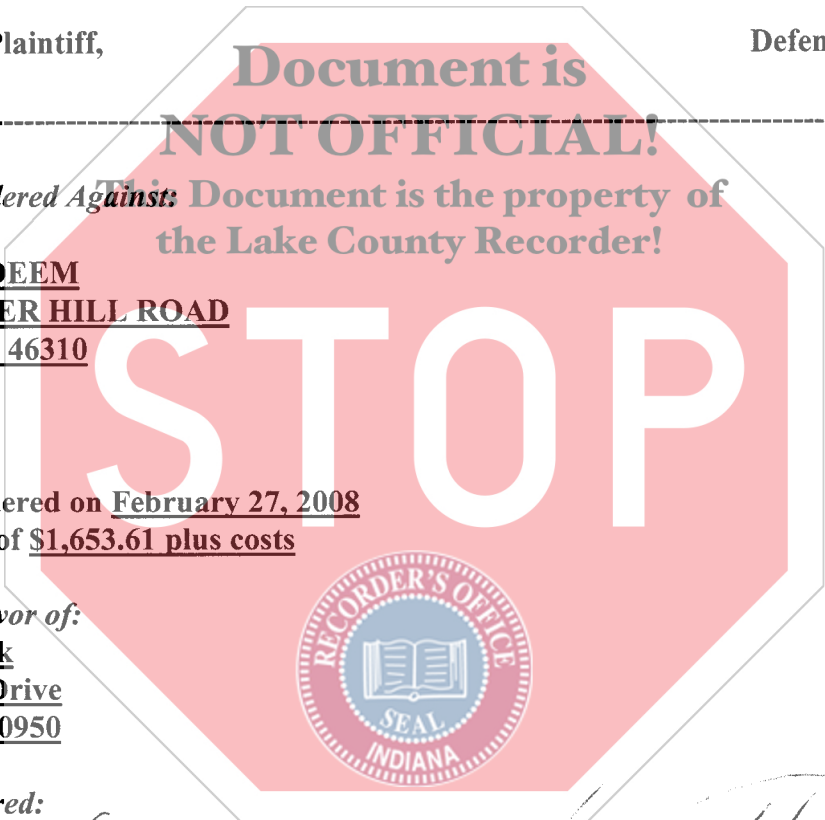 Plaintiff, Defen
Document is
NOT OFFICIAL!
dered Against:
This Document is the property of
the Lake County Recorder!
DEEM
ER HILL ROAD
46310
STOP
ered on February 27, 2008
of $1,653.61 plus costs
RECORDER'S OFFICE
SEAL
INDIANA
vor of:
k
Drive
0950
red: